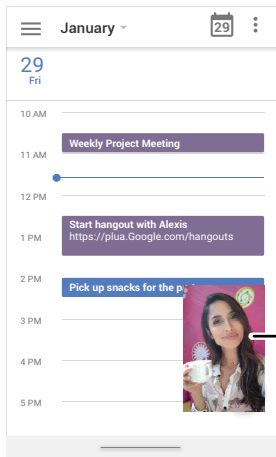 January
29
29
Fri
10 AM
Weekly Project Meeting
11 AM
12 PM
Start hangout with Alexis
https://plua.Google.com/hangouts
1 PM
2 PM
Pick up snacks for the
3 PM
4 PM
5 PM